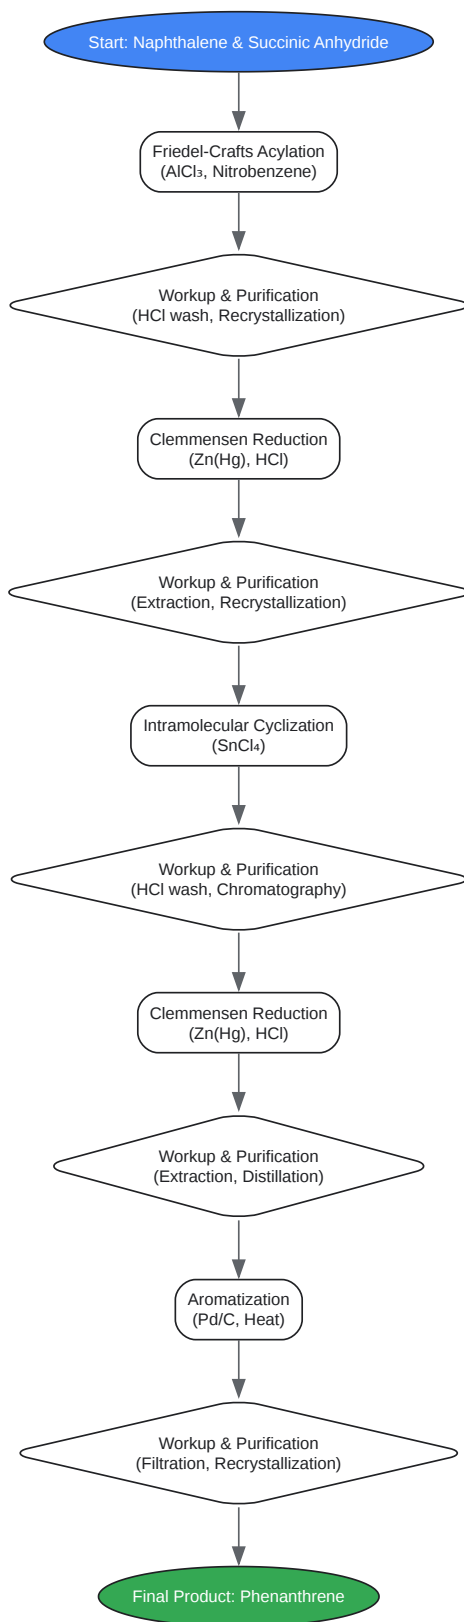 Start: Naphthalene & Succinic Anhydride
Friedel-Crafts Acylation
(AlCl₃, Nitrobenzene)
Workup & Purification
(HCl wash, Recrystallization)
Clemmensen Reduction
(Zn(Hg), HCl)
Workup & Purification
(Extraction, Recrystallization)
Intramolecular Cyclization
(SnCl₄)
Workup & Purification
(HCl wash, Chromatography)
Clemmensen Reduction
(Zn(Hg), HCl)
Workup & Purification
(Extraction, Distillation)
Aromatization
(Pd/C, Heat)
Workup & Purification
(Filtration, Recrystallization)
Final Product: Phenanthrene